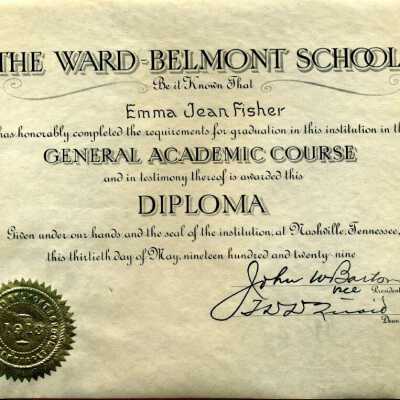 THE WARD-BELMONT SCHOOL
Be it Known That
Emma Jean Fisher
has honorably completed the requirements for graduation in this institution in the
GENERAL ACADEMIC COURSE
and in testimony thereof is awarded this
DIPLOMA
Given under our hands and the seal of the institution, at Nashville, Tennessee,
this thirtieth day of May, nineteen hundred and twenty-nine
John W Barton
Vice President
Dean
1913